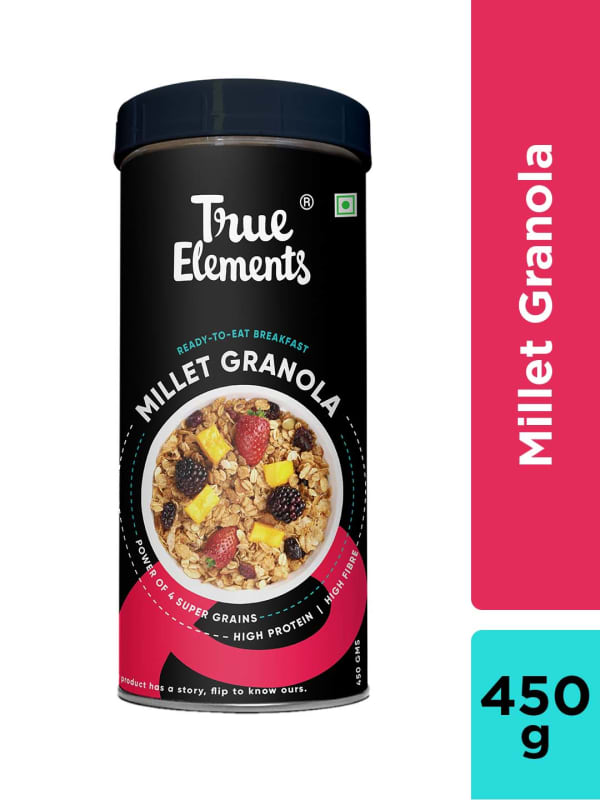 True ®
Elements
READY-TO-EAT BREAKFAST
MILLET GRANOLA
POWER OF 4 SUPER GRAINS
HIGH PROTEIN | HIGH FIBRE
450 GMS
product has a story, flip to know ours.
Millet Granola
450
g